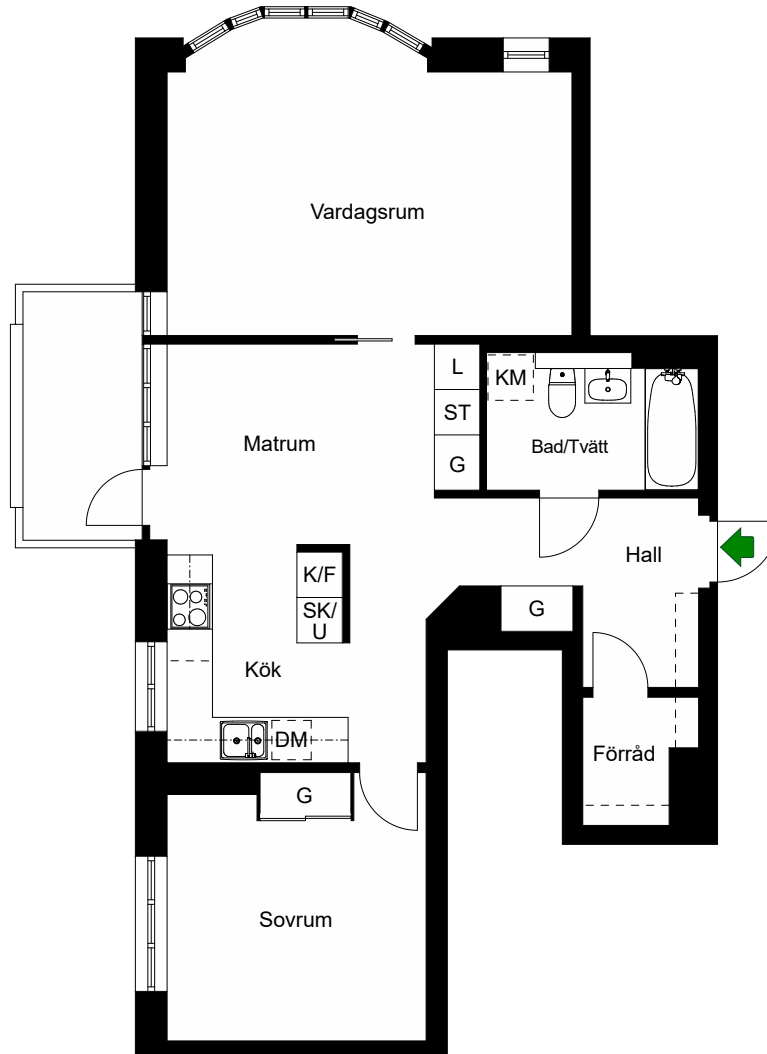 Vardagsrum
L
KM
ST
Matrum
Bad/Tvätt
G
Hall
K/F
SK/
U
G
Kök
DM
Förråd
G
Sovrum